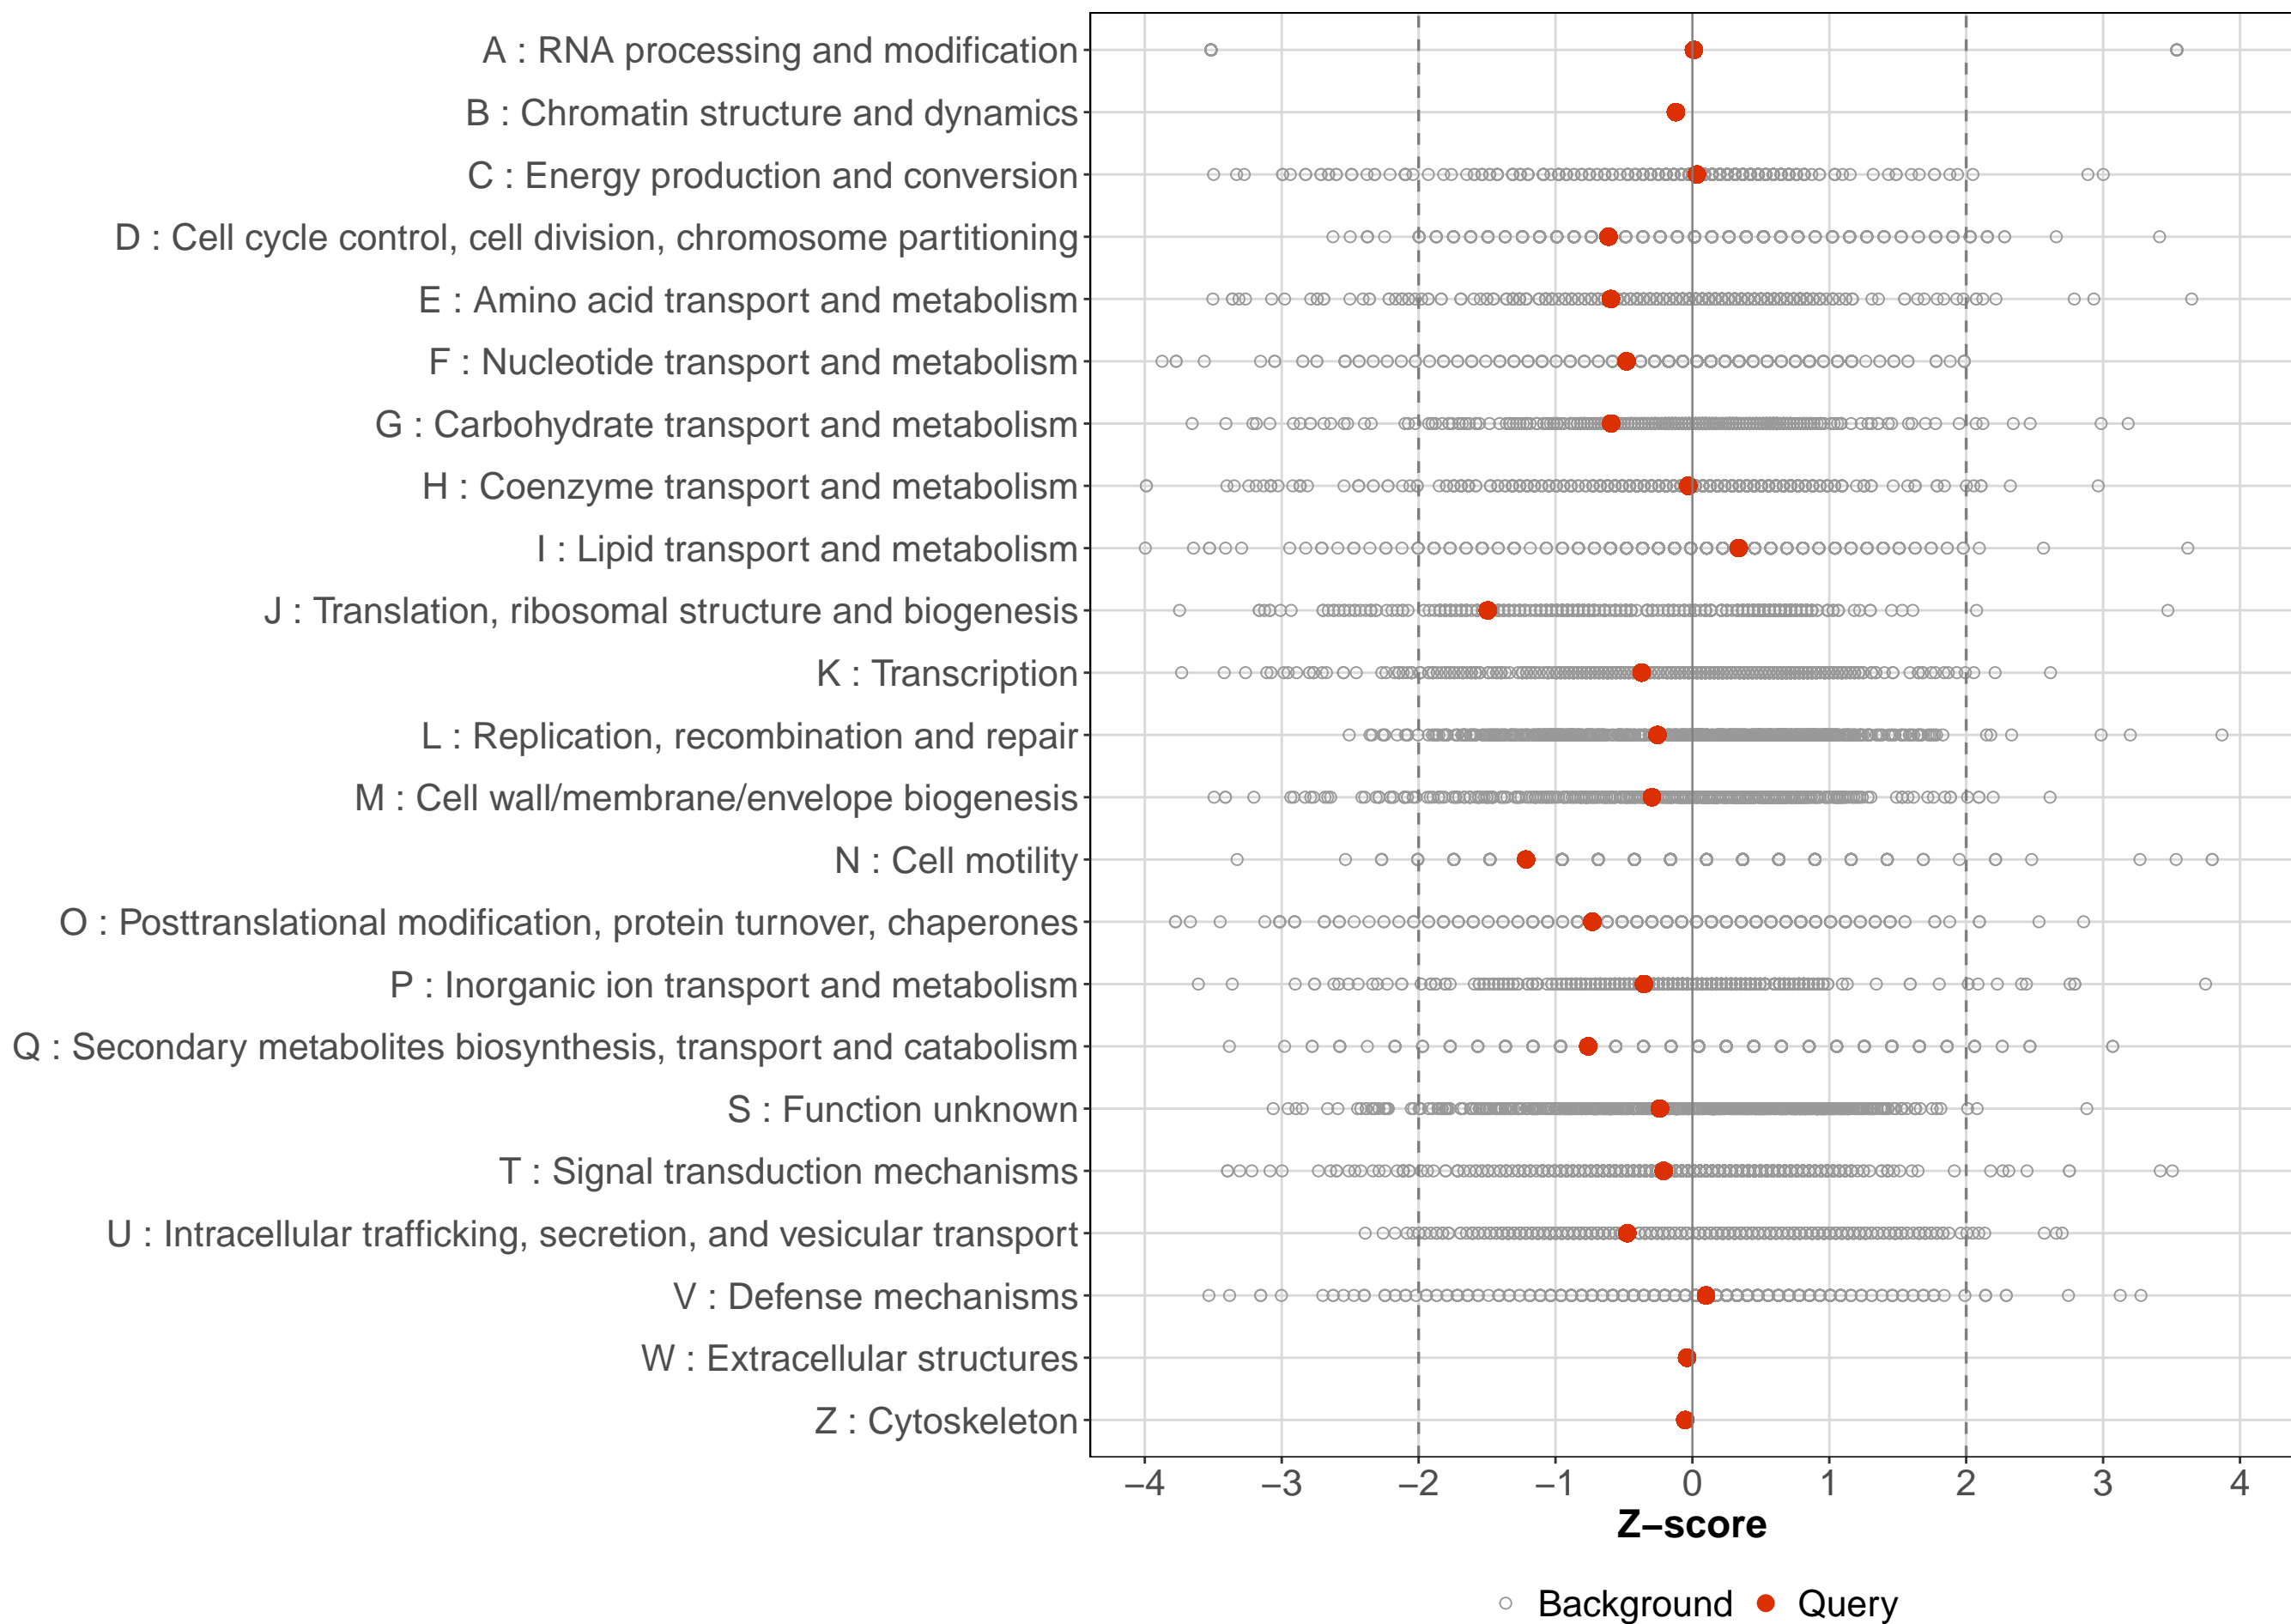 A : RNA processing and modification
B : Chromatin structure and dynamics
C : Energy production and conversion
D : Cell cycle control, cell division, chromosome partitioning
E : Amino acid transport and metabolism
F : Nucleotide transport and metabolism
G : Carbohydrate transport and metabolism
H : Coenzyme transport and metabolism
I : Lipid transport and metabolism
J : Translation, ribosomal structure and biogenesis
K : Transcription
L : Replication, recombination and repair
M : Cell wall/membrane/envelope biogenesis
N : Cell motility
O : Posttranslational modification, protein turnover, chaperones
P : Inorganic ion transport and metabolism
Q : Secondary metabolites biosynthesis, transport and catabolism
S : Function unknown
T : Signal transduction mechanisms
U : Intracellular trafficking, secretion, and vesicular transport
V : Defense mechanisms
W : Extracellular structures
Z : Cytoskeleton
−4 −3 −2 −1 0 1 2 3 4
Z−score
Background Query